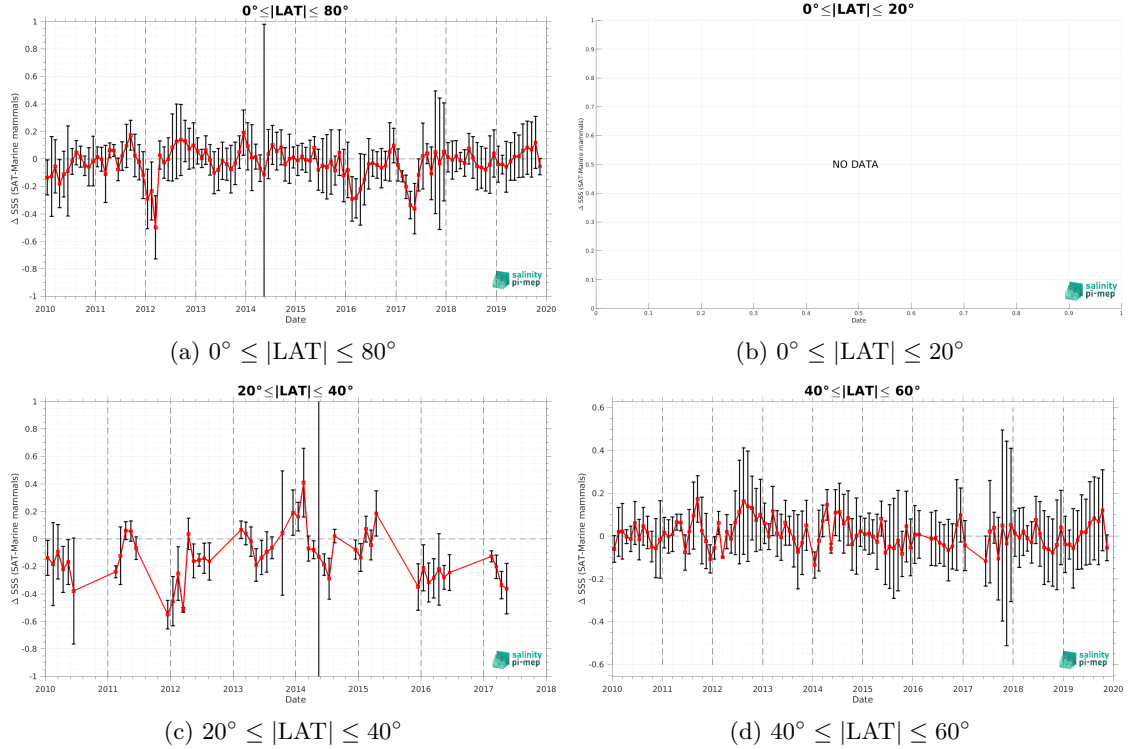 0°≤|LAT|≤ 80°
1
0.8
0.6
0.4
0.2
0
-0.2
-0.4
-0.6
-0.8
-1
Δ SSS (SAT-Marine mammals)
2010 2011 2012 2013 2014 2015 2016 2017 2018 2019 2020
Date
salinity
pi-mep
(a) 0° ≤ |LAT| ≤ 80°
0°≤|LAT|≤ 20°
1
0.9
0.8
0.7
0.6
0.5
0.4
0.3
0.2
0.1
0
Δ SSS (SAT-Marine mammals)
NO DATA
0 0.1 0.2 0.3 0.4 0.5 0.6 0.7 0.8 0.9 1
Date
salinity
pi-mep
(b) 0° ≤ |LAT| ≤ 20°
20°≤|LAT|≤ 40°
1
0.8
0.6
0.4
0.2
0
-0.2
-0.4
-0.6
-0.8
-1
Δ SSS (SAT-Marine mammals)
2010 2011 2012 2013 2014 2015 2016 2017 2018
Date
salinity
pi-mep
(c) 20° ≤ |LAT| ≤ 40°
40°≤|LAT|≤ 60°
0.6
0.4
0.2
0
-0.2
-0.4
-0.6
Δ SSS (SAT-Marine mammals)
2010 2011 2012 2013 2014 2015 2016 2017 2018 2019 2020
Date
salinity
pi-mep
(d) 40° ≤ |LAT| ≤ 60°